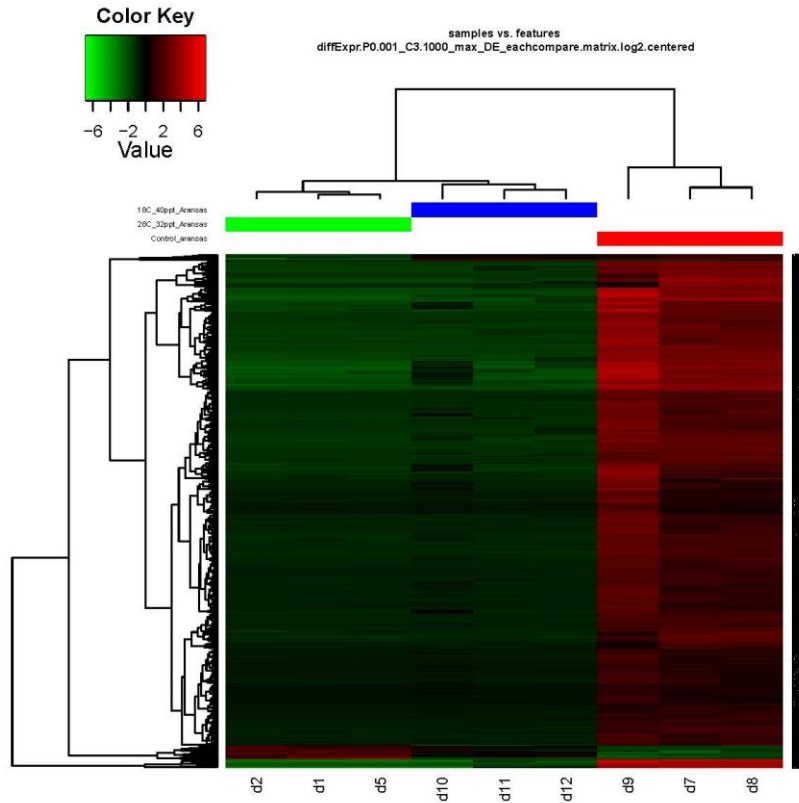 Color Key
−6 −2 2 6
Value
samples vs. features
diffExpr.P0.001_C3.1000_max_DE_eachcompare.matrix.log2.centered
18C_40ppt_Aransas
28C_32ppt_Aransas
Control_aransas
d2 d1 d5 d10 d11 d12 d9 d7 d8